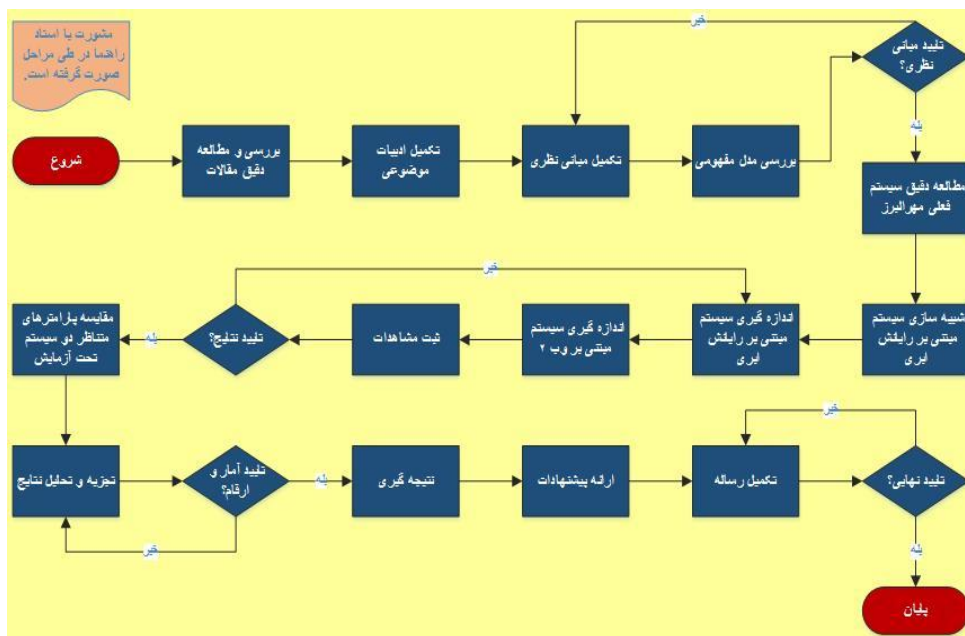 مشورت با استاد
راهنما در طی مراحل
صورت گرفته است.
خیر
تایید مبانی
نظری؟
بله
شروع
بررسی و مطالعه
دقیق مقالات
تکمیل ادبیات
موضوعی
تکمیل مبانی نظری
بررسی مدل مفهومی
مطالعه دقیق سیستم
فعلی مهرالبرز
شبیه سازی سیستم
مبتنی بر رایانش
ابری
اندازه گیری سیستم
مبتنی بر رایانش
ابری
اندازه گیری سیستم
مبتنی بر وب ۲
ثبت مشاهدات
تایید نتایج؟
خیر
بله
مقایسه پارامترهای
متناظر دو سیستم
تحت آزمایش
تجزیه و تحلیل نتایج
تایید آمار و
ارقام؟
خیر
بله
نتیجه گیری
ارائه پیشنهادات
تکمیل رساله
تایید نهایی؟
خیر
بله
پایان